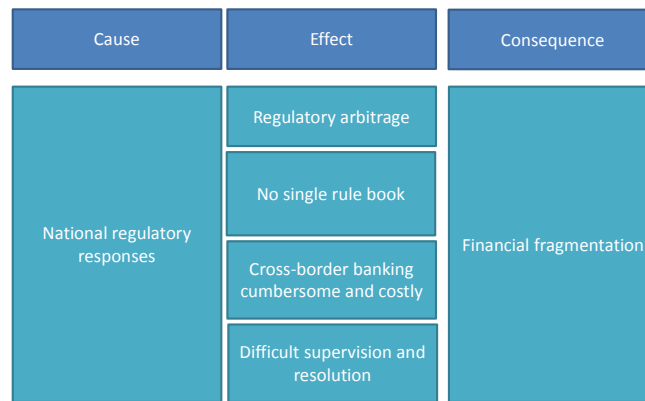 Cause
Effect
Consequence
National regulatory
responses
Regulatory arbitrage
No single rule book
Cross-border banking
cumbersome and costly
Difficult supervision and
resolution
Financial fragmentation